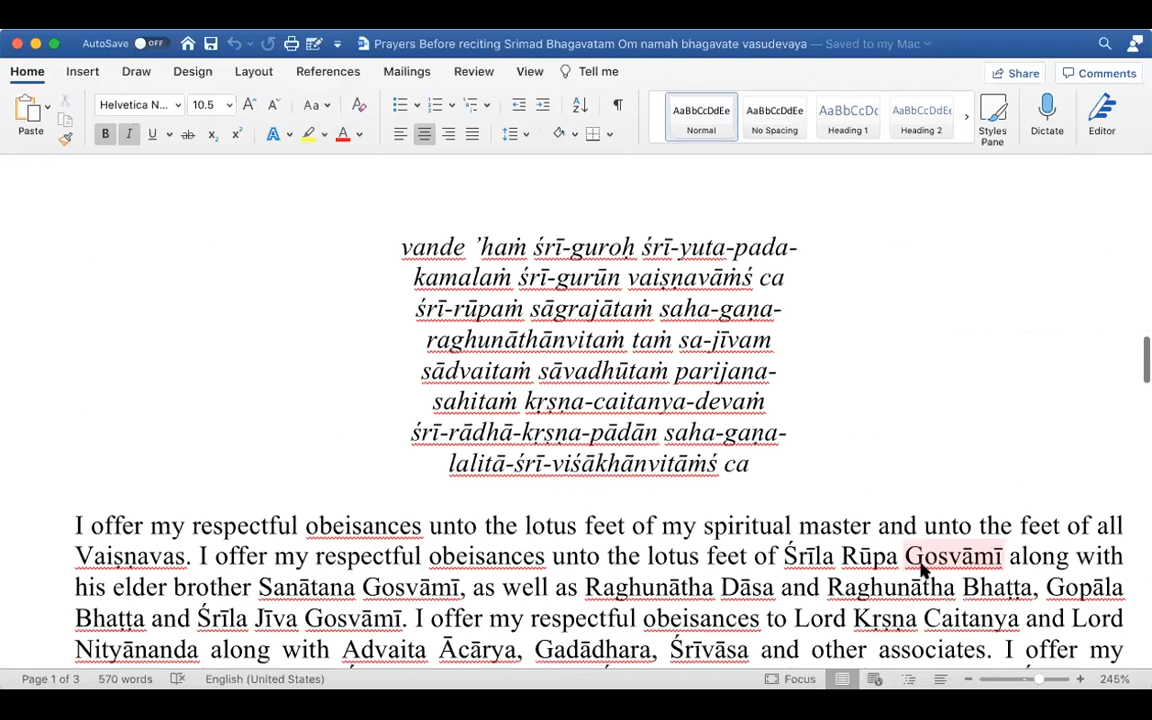 AutoSave OFF Prayers Before reciting Srimad Bhagavatam Om namah bhagavate vasudevaya — Saved to my Mac
Home Insert Draw Design Layout References Mailings Review View Tell me Share Comments
Paste Helvetica N... 10.5 Aa AaBbCcDdEe Normal AaBbCcDdEe No Spacing AaBbCcDc Heading 1 AaBbCcDdEe Heading 2 Styles Pane Dictate Editor
vande ’haṁ śrī-guroḥ śrī-yuta-pada-
kamalaṁ śrī-gurūn vaiṣṇavāṁś ca
śrī-rūpaṁ sāgrajātaṁ saha-gaṇa-
raghunāthānvitaṁ taṁ sa-jīvam
sādvaitaṁ sāvadhūtaṁ parijana-
sahitaṁ kṛṣṇa-caitanya-devaṁ
śrī-rādhā-kṛṣṇa-pādān saha-gaṇa-
lalitā-śrī-viśākhānvitāṁś ca
I offer my respectful obeisances unto the lotus feet of my spiritual master and unto the feet of all
Vaiṣṇavas. I offer my respectful obeisances unto the lotus feet of Śrīla Rūpa Gosvāmī along with
his elder brother Sanātana Gosvāmī, as well as Raghunātha Dāsa and Raghunātha Bhaṭṭa, Gopāla
Bhaṭṭa and Śrīla Jīva Gosvāmī. I offer my respectful obeisances to Lord Kṛṣṇa Caitanya and Lord
Nityānanda along with Advaita Ācārya, Gadādhara, Śrīvāsa and other associates. I offer my
Page 1 of 3 570 words English (United States) Focus 245%